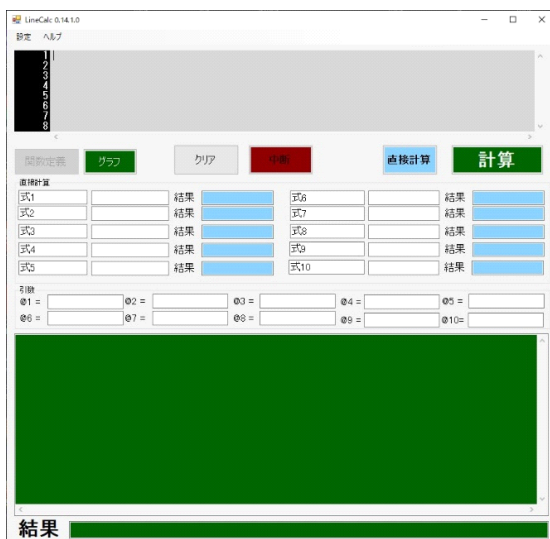 LineCalc 0.14.1.0
設定 ヘルプ
1
2
3
4
5
6
7
8
関数定義 グラフ クリア 中断 直接計算 計算
直接計算
式1 結果 式6 結果
式2 結果 式7 結果
式3 結果 式8 結果
式4 結果 式9 結果
式5 結果 式10 結果
引数
@1 = @2 = @3 = @4 = @5 =
@6 = @7 = @8 = @9 = @10=
結果